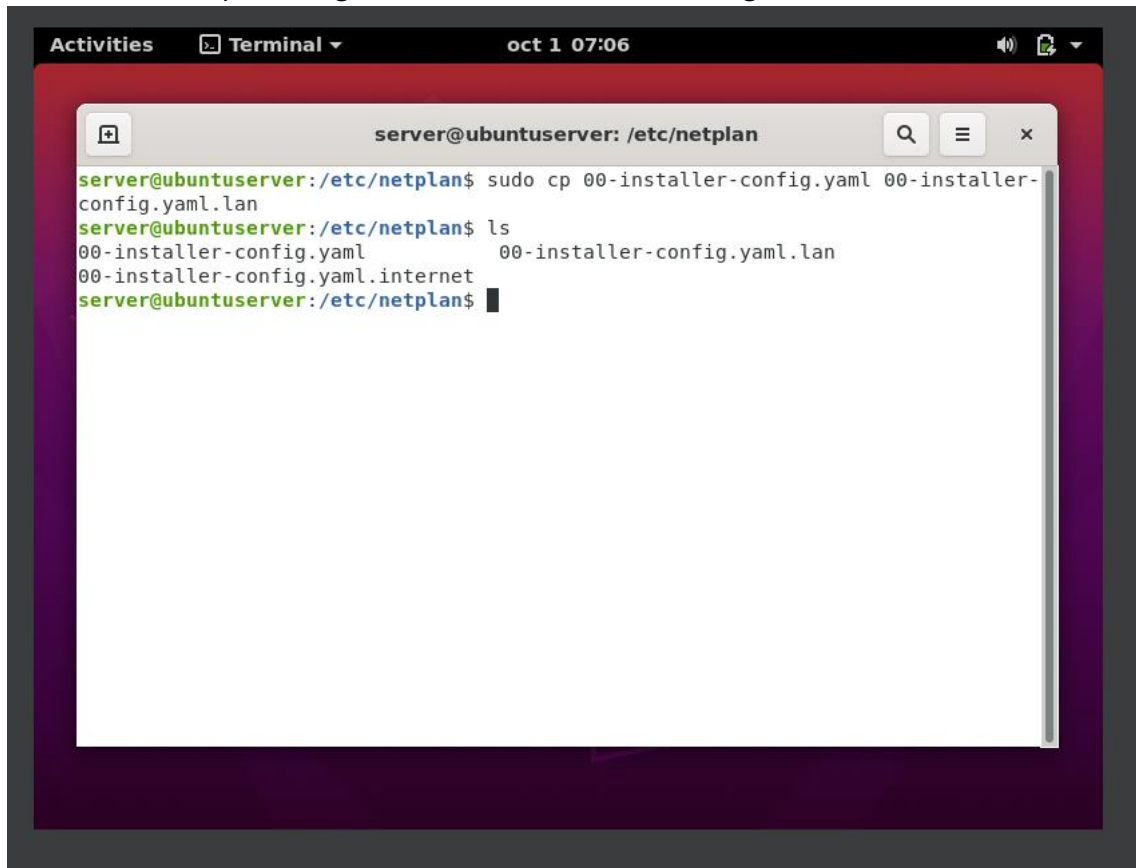 Activities Terminal oct 1 07:06
server@ubuntuserver: /etc/netplan
server@ubuntuserver:/etc/netplan$ sudo cp 00-installer-config.yaml 00-installer-
config.yaml.lan
server@ubuntuserver:/etc/netplan$ ls
00-installer-config.yaml 00-installer-config.yaml.lan
00-installer-config.yaml.internet
server@ubuntuserver:/etc/netplan$